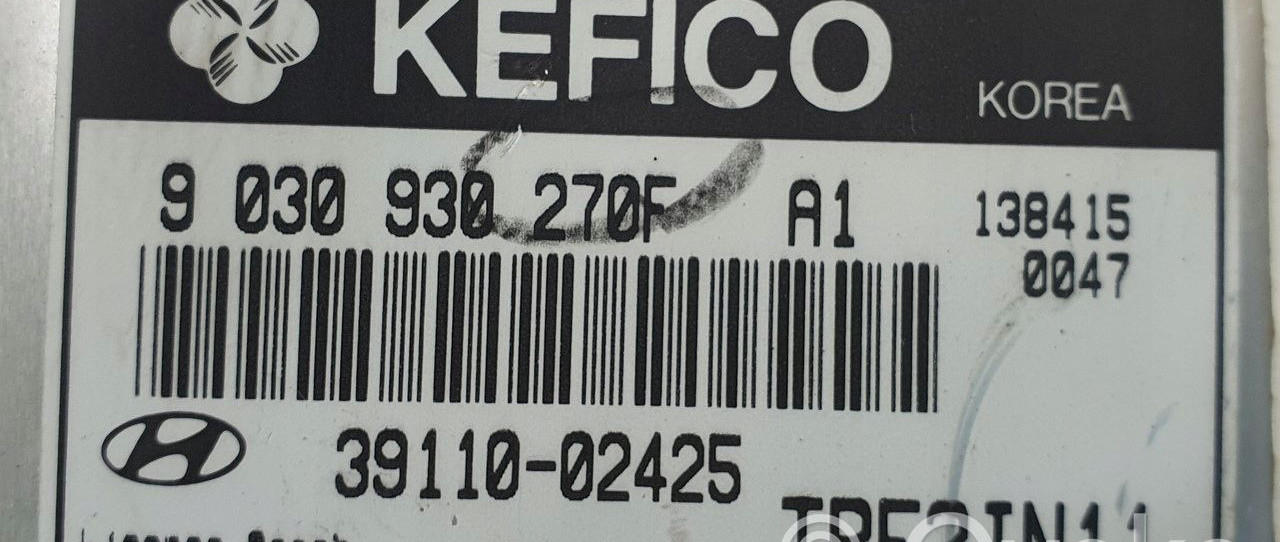 KEFICO
KOREA
9 030 930 270F A1 138415
0047
39110-02425